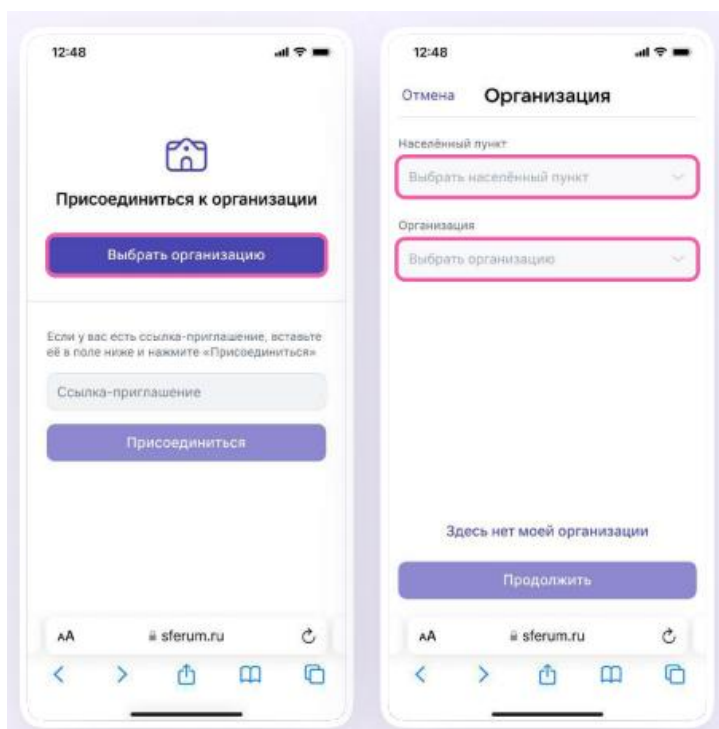 12:48
Присоединиться к организации
Выбрать организацию
Если у вас есть ссылка-приглашение, вставьте
её в поле ниже и нажмите «Присоединиться»
Ссылка-приглашение
Присоединиться
AA
sferum.ru
12:48
Отмена
Организация
Населённый пункт
Выбрать населённый пункт
Организация
Выбрать организацию
Здесь нет моей организации
Продолжить
AA
sferum.ru